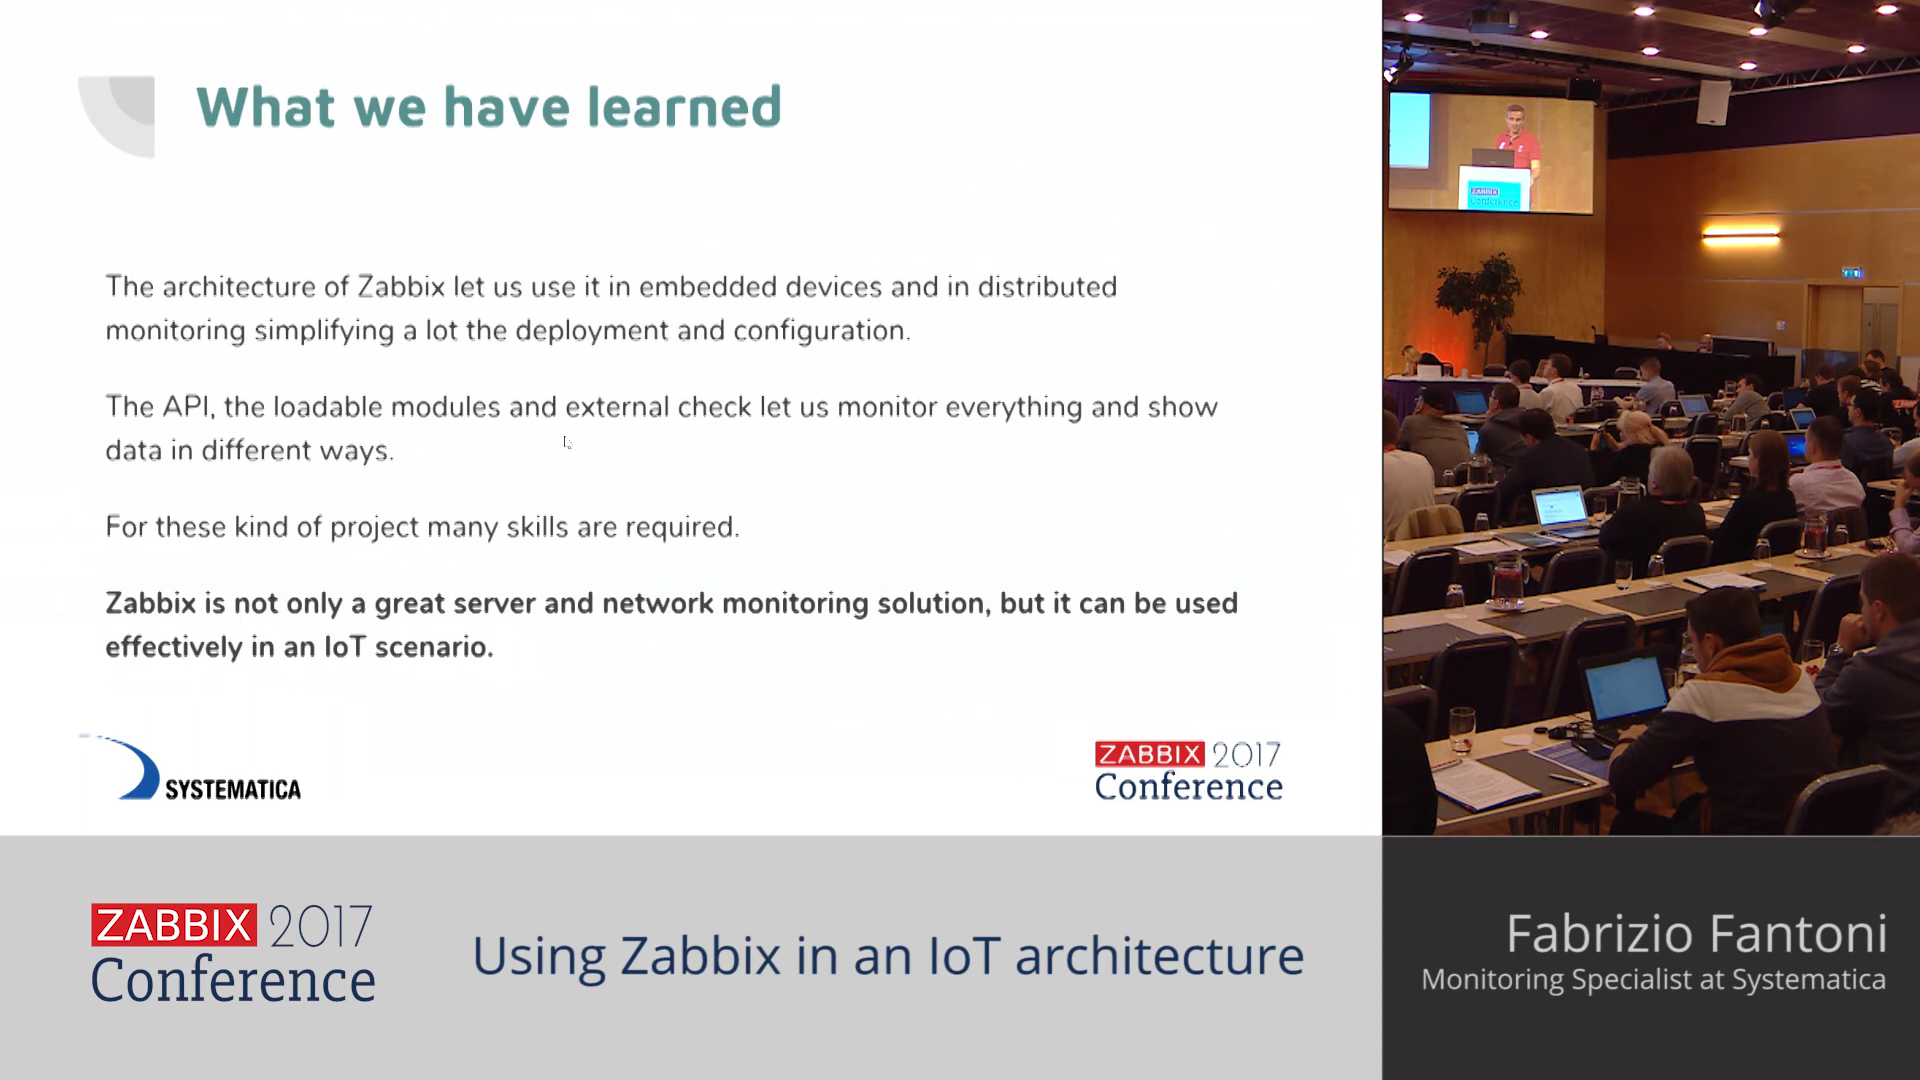 What we have learned
The architecture of Zabbix let us use it in embedded devices and in distributed
monitoring simplifying a lot the deployment and configuration.
The API, the loadable modules and external check let us monitor everything and show
data in different ways.
For these kind of project many skills are required.
Zabbix is not only a great server and network monitoring solution, but it can be used
effectively in an IoT scenario.
SYSTEMATICA
ZABBIX 2017
Conference
ZABBIX
Conference
ZABBIX 2017
Conference
Using Zabbix in an IoT architecture
Fabrizio Fantoni
Monitoring Specialist at Systematica